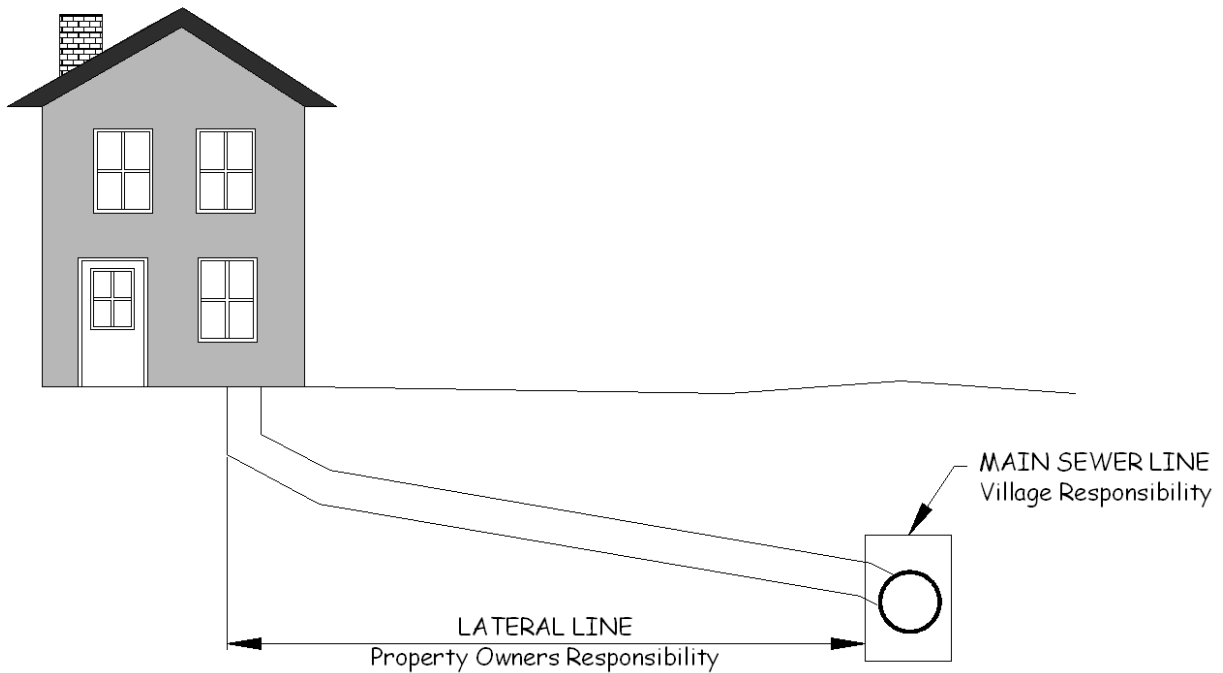 MAIN SEWER LINE
Village Responsibility
LATERAL LINE
Property Owners Responsibility